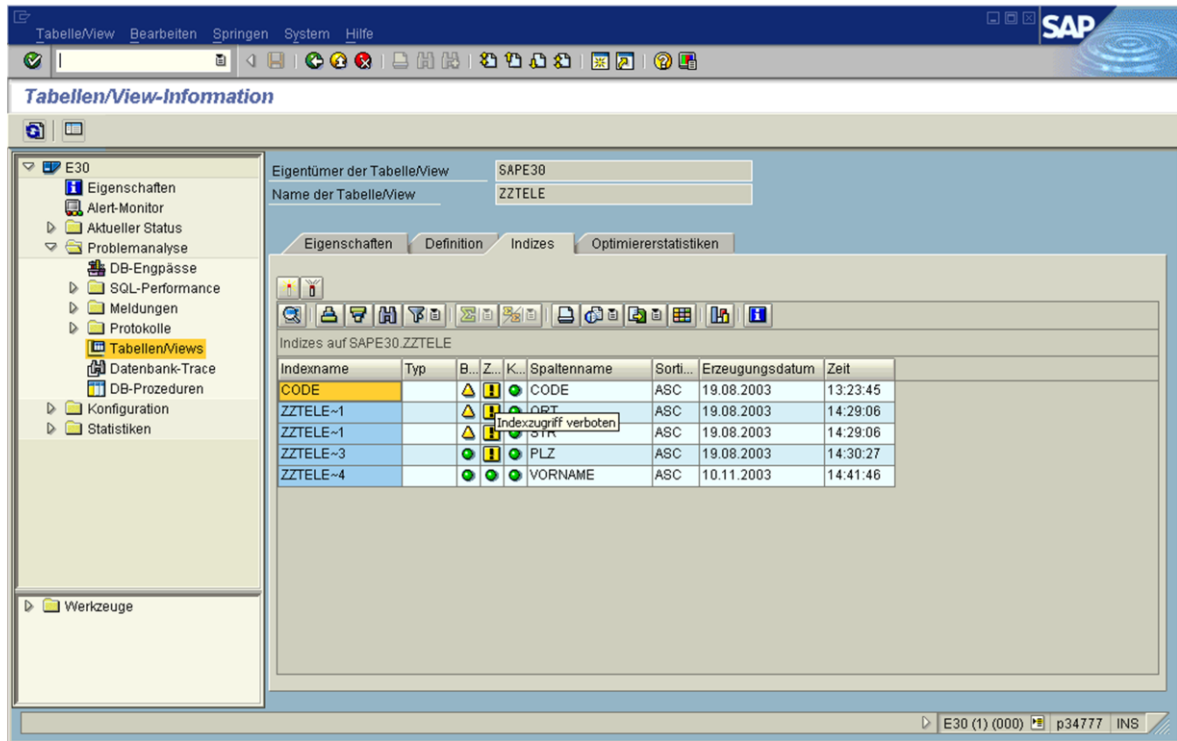 Tabelle/View Bearbeiten Springen System Hilfe
SAP
Tabellen/View-Information
E30
Eigenschaften
Alert-Monitor
Aktueller Status
Problemanalyse
DB-Engpässe
SQL-Performance
Meldungen
Protokolle
Tabellen/Views
Datenbank-Trace
DB-Prozeduren
Konfiguration
Statistiken
Werkzeuge
Eigentümer der Tabelle/View SAPE30
Name der Tabelle/View ZZTELE
Eigenschaften Definition Indizes Optimiererstatistiken
Indizes auf SAPE30.ZZTELE
Indexname Typ B... Z... K... Spaltenname Sorti... Erzeugungsdatum Zeit
CODE CODE ASC 19.08.2003 13:23:45
ZZTELE~1 ORT ASC 19.08.2003 14:29:06
Indexzugriff verboten
ZZTELE~1 STR ASC 19.08.2003 14:29:06
ZZTELE~3 PLZ ASC 19.08.2003 14:30:27
ZZTELE~4 VORNAME ASC 10.11.2003 14:41:46
E30 (1) (000) p34777 INS